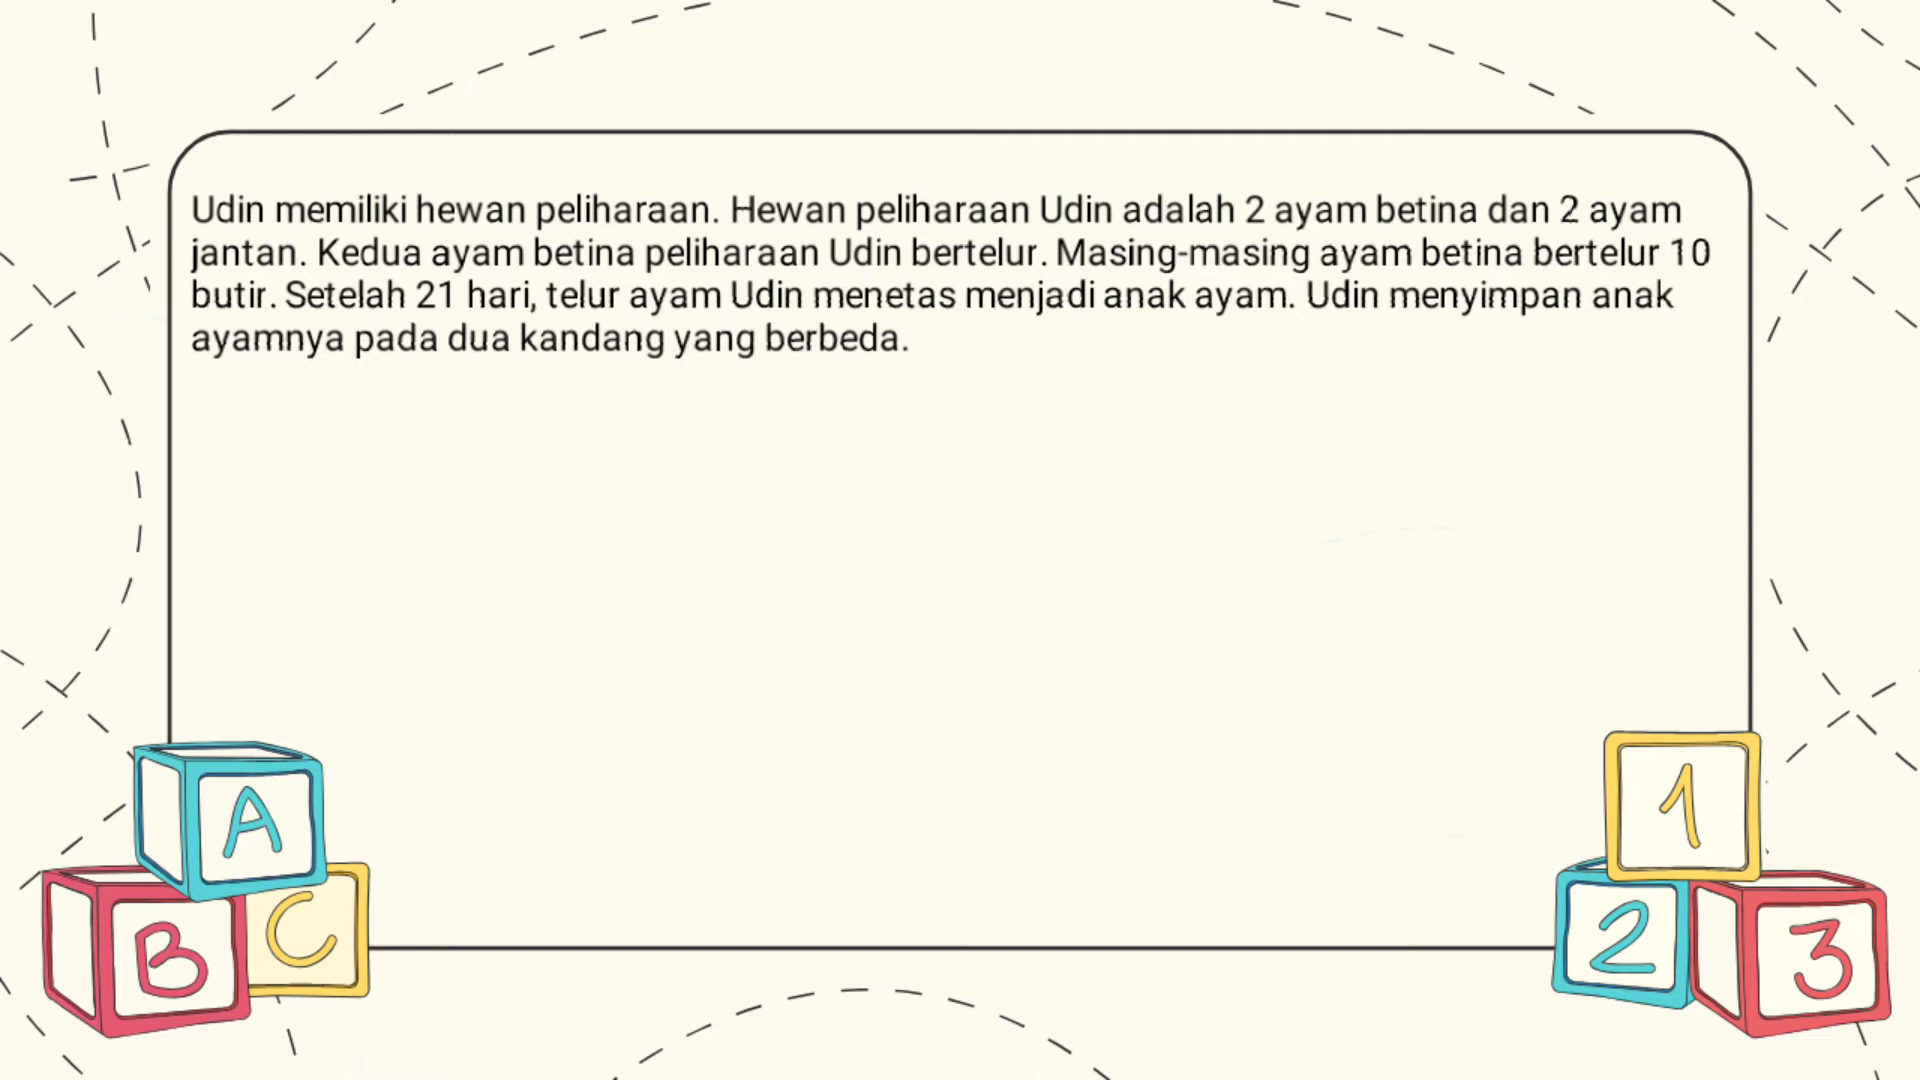 Udin memiliki hewan peliharaan. Hewan peliharaan Udin adalah 2 ayam betina dan 2 ayam
jantan. Kedua ayam betina peliharaan Udin bertelur. Masing-masing ayam betina bertelur 10
butir. Setelah 21 hari, telur ayam Udin menetas menjadi anak ayam. Udin menyimpan anak
ayamnya pada dua kandang yang berbeda.
A
B C
1
2 3